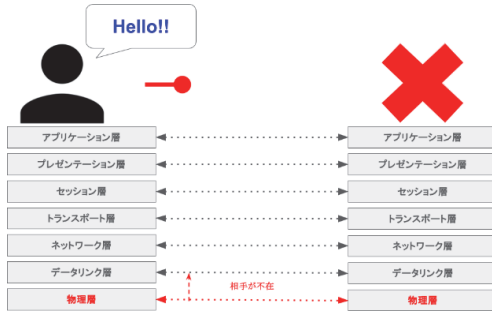 Hello!!
アプリケーション層 アプリケーション層
プレゼンテーション層 プレゼンテーション層
セッション層 セッション層
トランスポート層 トランスポート層
ネットワーク層 ネットワーク層
データリンク層 データリンク層
相手が不在
物理層 物理層